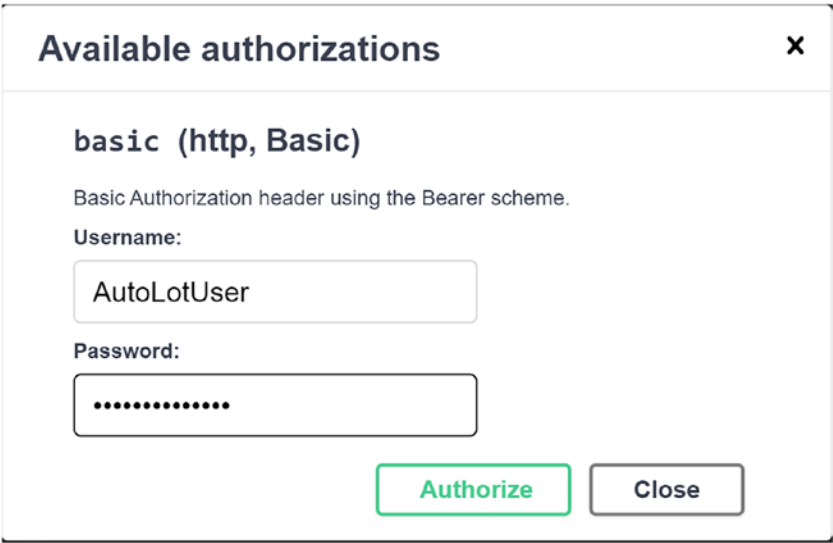 Available authorizations
basic (http, Basic)
Basic Authorization header using the Bearer scheme.
Username:
AutoLotUser
Password:
••••••••••••••
Authorize Close